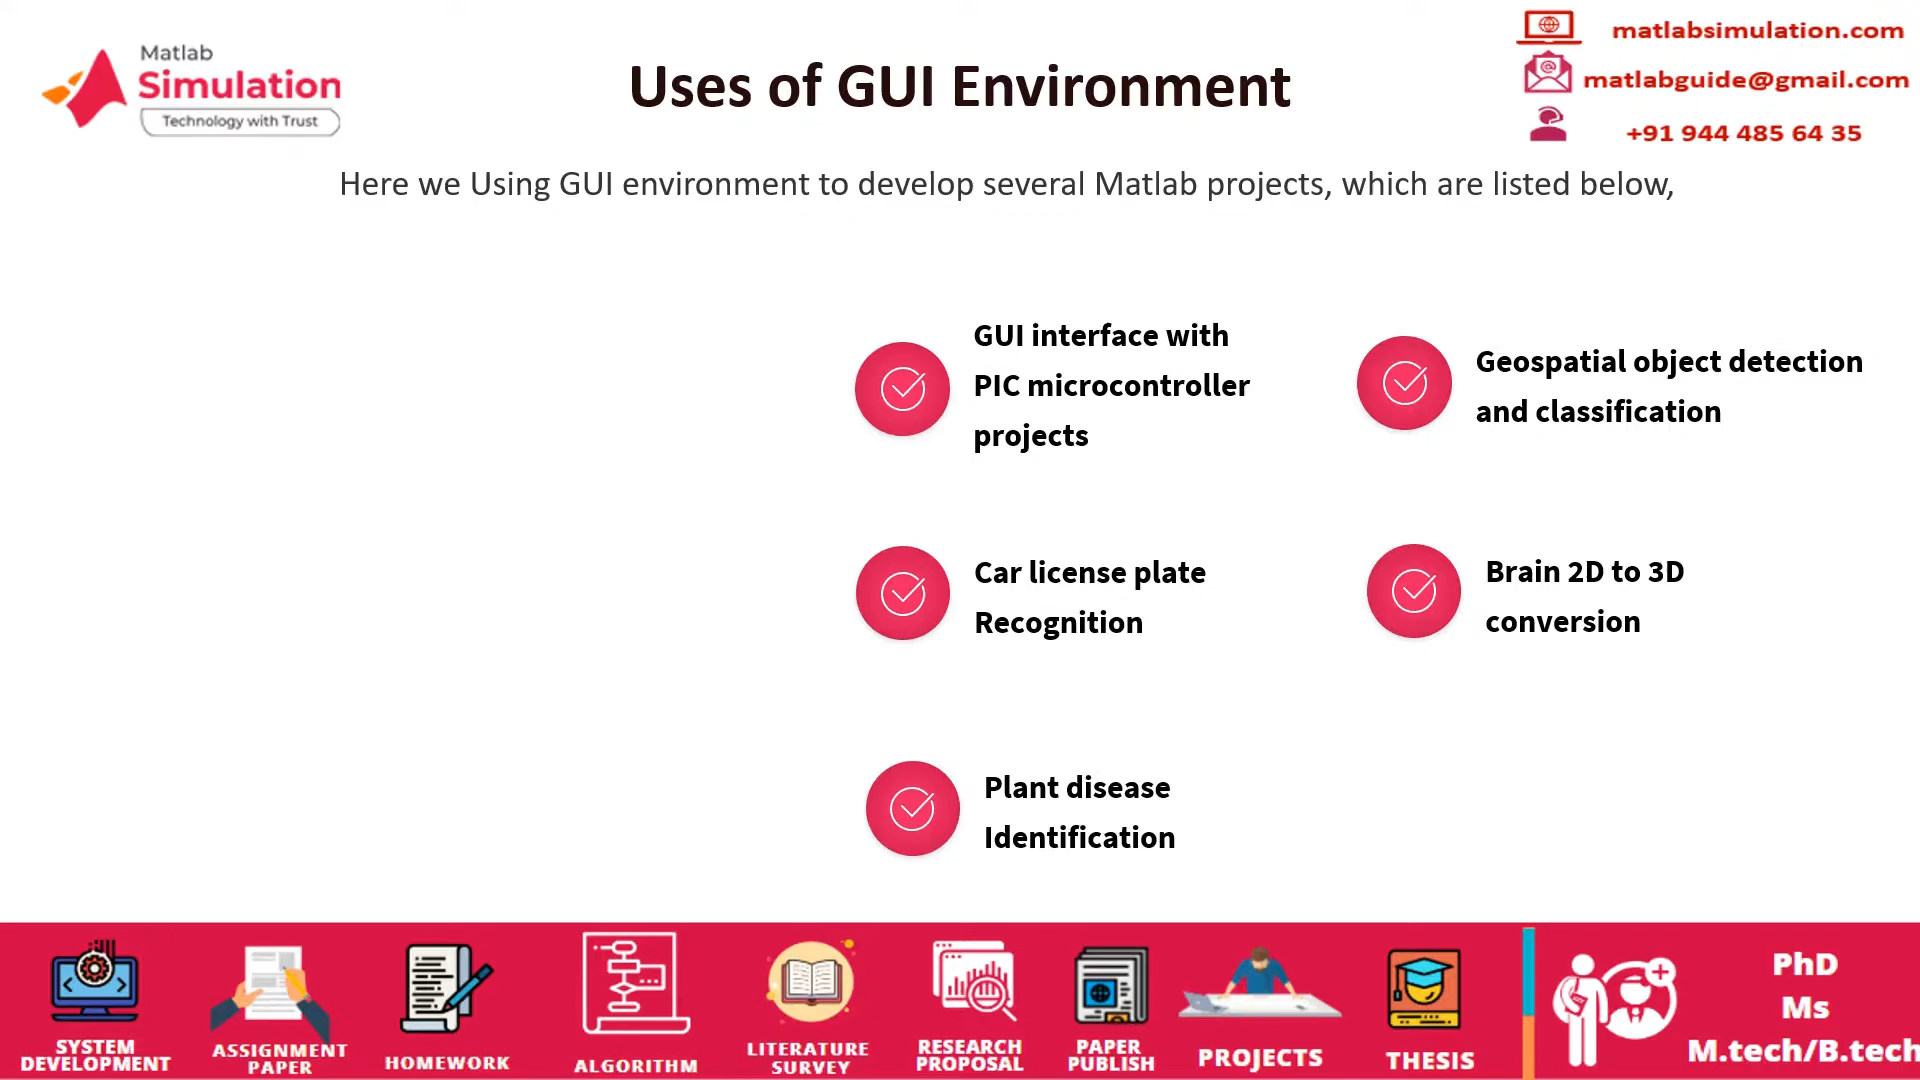 Matlab
Simulation
Technology with Trust
Uses of GUI Environment
matlabsimulation.com
matlabguide@gmail.com
+91 944 485 64 35
Here we Using GUI environment to develop several Matlab projects, which are listed below,
GUI interface with
PIC microcontroller
projects
Geospatial object detection
and classification
Car license plate
Recognition
Brain 2D to 3D
conversion
Plant disease
Identification
SYSTEM
DEVELOPMENT
ASSIGNMENT
PAPER
HOMEWORK
ALGORITHM
LITERATURE
SURVEY
RESEARCH
PROPOSAL
PAPER
PUBLISH
PROJECTS
THESIS
PhD
Ms
M.tech/B.tech